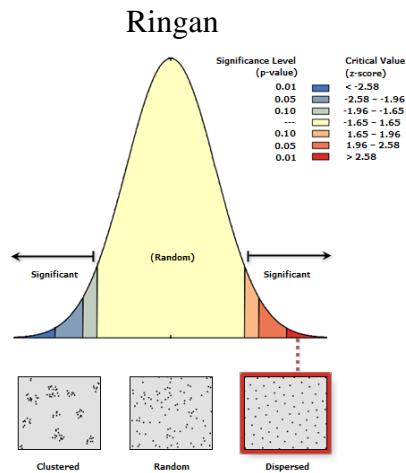 Ringan
Significance Level Critical Value
(p-value) (z-score)
0.01 < -2.58
0.05 -2.58 – -1.96
0.10 -1.96 – -1.65
--- -1.65 – 1.65
0.10 1.65 – 1.96
0.05 1.96 – 2.58
0.01 > 2.58
(Random)
Significant Significant
Clustered Random Dispersed